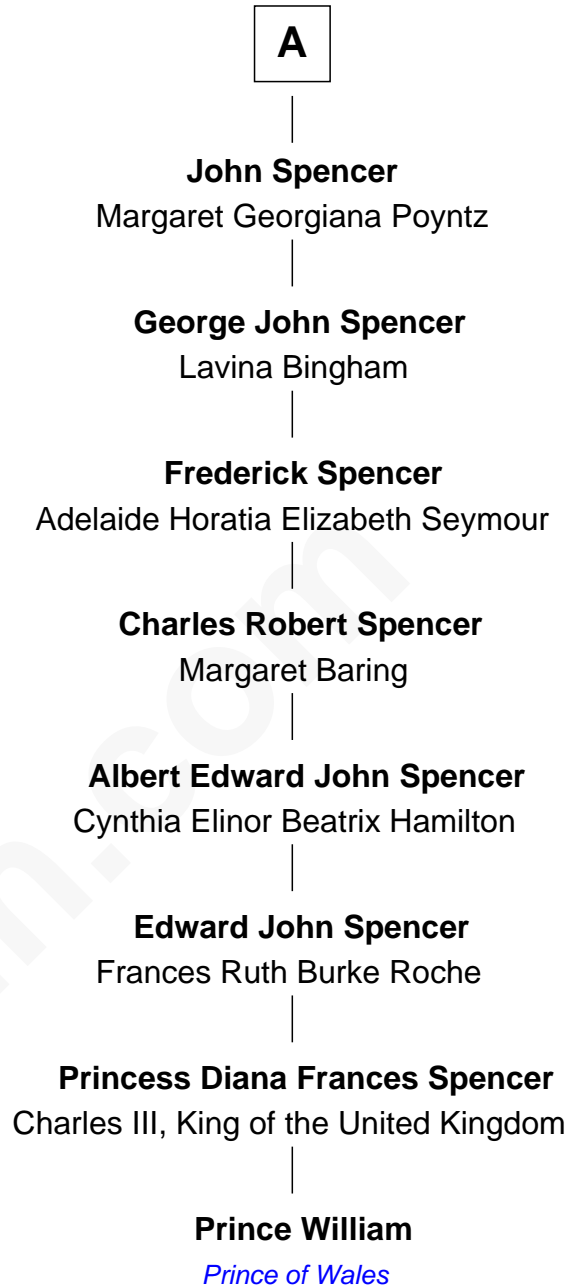 A
John Spencer
Margaret Georgiana Poyntz
George John Spencer
Lavina Bingham
Frederick Spencer
Adelaide Horatia Elizabeth Seymour
Charles Robert Spencer
Margaret Baring
Albert Edward John Spencer
Cynthia Elinor Beatrix Hamilton
Edward John Spencer
Frances Ruth Burke Roche
Princess Diana Frances Spencer
Charles III, King of the United Kingdom
Prince William
Prince of Wales